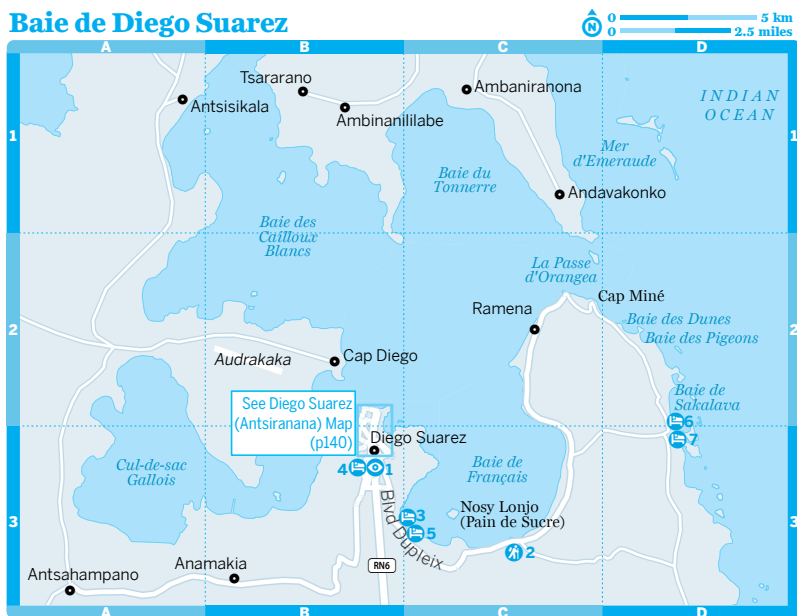 Baie de Diego Suarez
N
0 5 km
0 2.5 miles
A B C D
1 1
Tsararano
Antsisikala
Ambinanililabe
Ambaniranona
INDIAN
OCEAN
Mer
d'Emeraude
Baie du
Tonnerre
Andavakonko
Baie des
Cailloux
Blancs
2 2
La Passe
d'Orangea
Cap Miné
Ramena
Baie des Dunes
Baie des Pigeons
Audrakaka
Cap Diego
Baie de
Sakalava
See Diego Suarez
(Antsiranana) Map
(p140)
6
7
Diego Suarez
4 1
3 3
Cul-de-sac
Gallois
Baie de
Français
Nosy Lonjo
(Pain de Sucre)
3
5
Blvd Dupleix
2
RN6
Anamakia
Antsahampano
A B C D